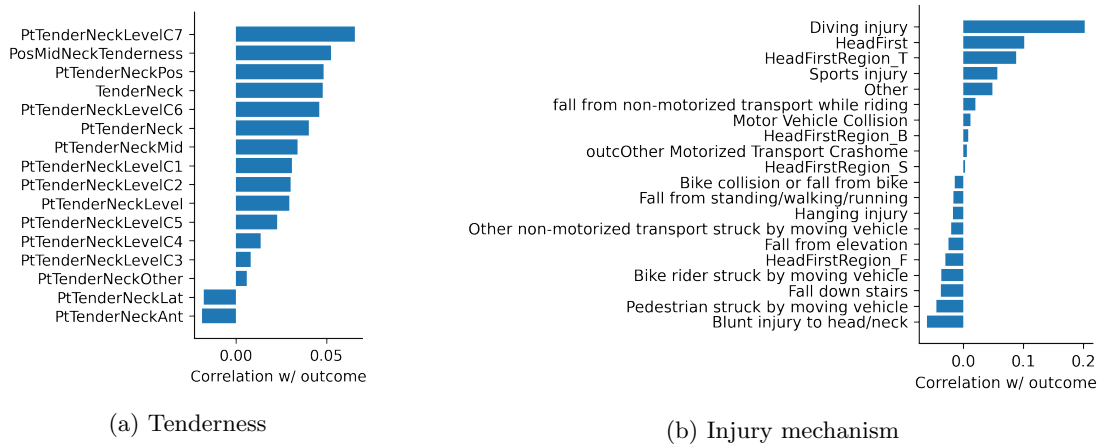 PtTenderNeckLevelC7
PosMidNeckTenderness
PtTenderNeckPos
TenderNeck
PtTenderNeckLevelC6
PtTenderNeck
PtTenderNeckMid
PtTenderNeckLevelC1
PtTenderNeckLevelC2
PtTenderNeckLevel
PtTenderNeckLevelC5
PtTenderNeckLevelC4
PtTenderNeckLevelC3
PtTenderNeckOther
PtTenderNeckLat
PtTenderNeckAnt
0.00 0.05
Correlation w/ outcome
(a) Tenderness
Diving injury
HeadFirst
HeadFirstRegion_T
Sports injury
Other
fall from non-motorized transport while riding
Motor Vehicle Collision
HeadFirstRegion_B
outcOther Motorized Transport Crashome
HeadFirstRegion_S
Bike collision or fall from bike
Fall from standing/walking/running
Hanging injury
Other non-motorized transport struck by moving vehicle
Fall from elevation
HeadFirstRegion_F
Bike rider struck by moving vehicle
Fall down stairs
Pedestrian struck by moving vehicle
Blunt injury to head/neck
0.0 0.1 0.2
Correlation w/ outcome
(b) Injury mechanism